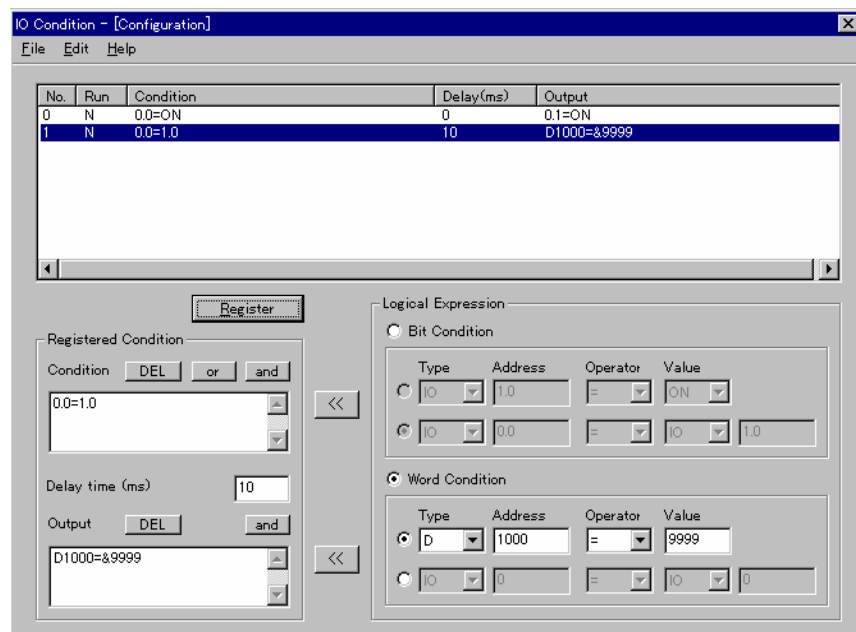 IO Condition - [Configuration]
File Edit Help
No. Run Condition Delay(ms) Output
0 N 0.0=ON 0 0.1=ON
1 N 0.0=1.0 10 D1000=&9999
Register
Registered Condition
Condition DEL or and
0.0=1.0
<<
Delay time (ms) 10
Output DEL and
D1000=&9999
<<
Logical Expression
Bit Condition
Type Address Operator Value
IO 1.0 = ON
IO 0.0 = IO 1.0
Word Condition
Type Address Operator Value
D 1000 = 9999
IO 0 = IO 0